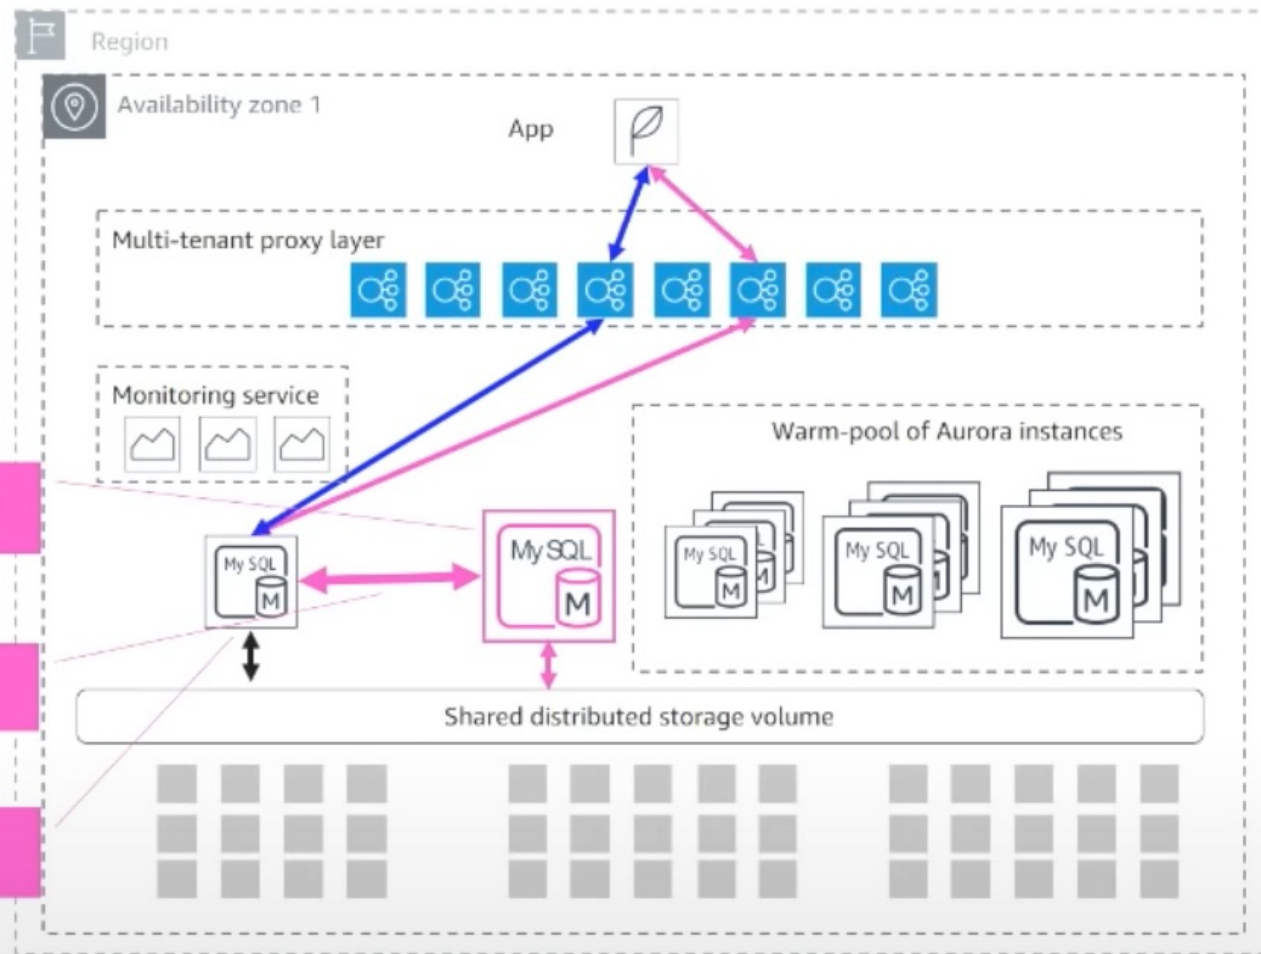 Region
Availability zone 1
App
Multi-tenant proxy layer
Monitoring service
Warm-pool of Aurora instances
My SQL
M
My SQL
M
My SQL
M
My SQL
M
My SQL
M
Shared distributed storage volume